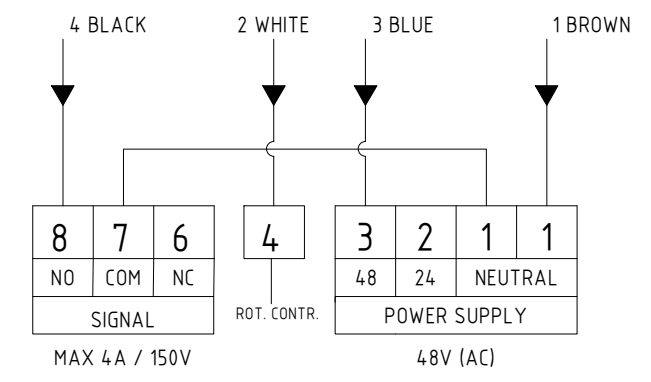 4 BLACK 2 WHITE 3 BLUE 1 BROWN
8 7 6 4 3 2 1 1
NO COM NC 48 24 NEUTRAL
SIGNAL ROT. CONTR. POWER SUPPLY
MAX 4A / 150V 48V (AC)